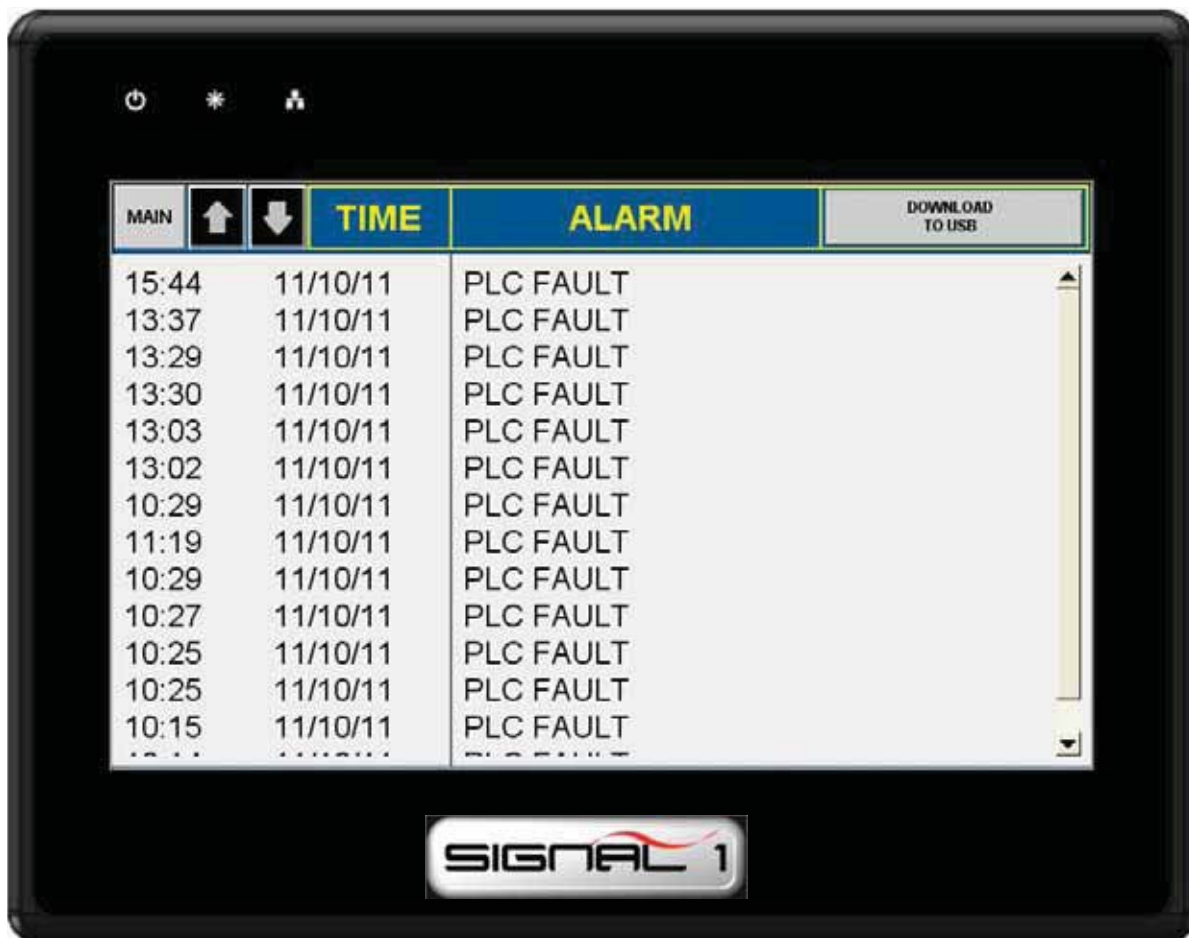 MAIN
TIME
ALARM
DOWNLOAD
TO USB
15:44 11/10/11 PLC FAULT
13:37 11/10/11 PLC FAULT
13:29 11/10/11 PLC FAULT
13:30 11/10/11 PLC FAULT
13:03 11/10/11 PLC FAULT
13:02 11/10/11 PLC FAULT
10:29 11/10/11 PLC FAULT
11:19 11/10/11 PLC FAULT
10:29 11/10/11 PLC FAULT
10:27 11/10/11 PLC FAULT
10:25 11/10/11 PLC FAULT
10:25 11/10/11 PLC FAULT
10:15 11/10/11 PLC FAULT
SIGNAL 1